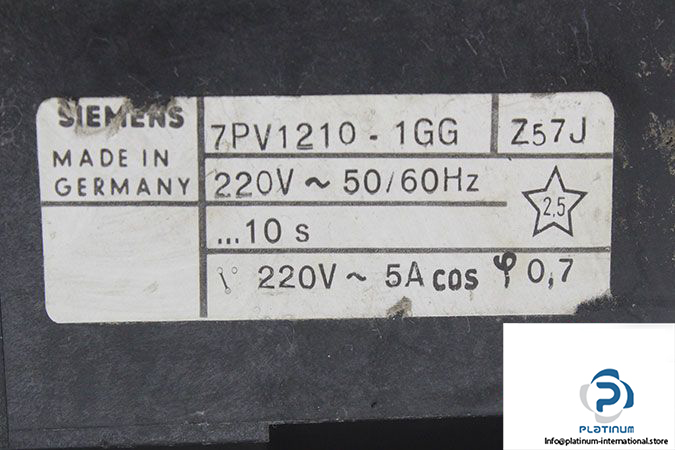 SIEMENS
MADE IN
GERMANY
7PV1210 - 1GG
Z57J
220V ~ 50/60Hz
2,5
...10 s
220V ~ 5A cos φ 0,7
PLATINUM
Info@platinum-international.store